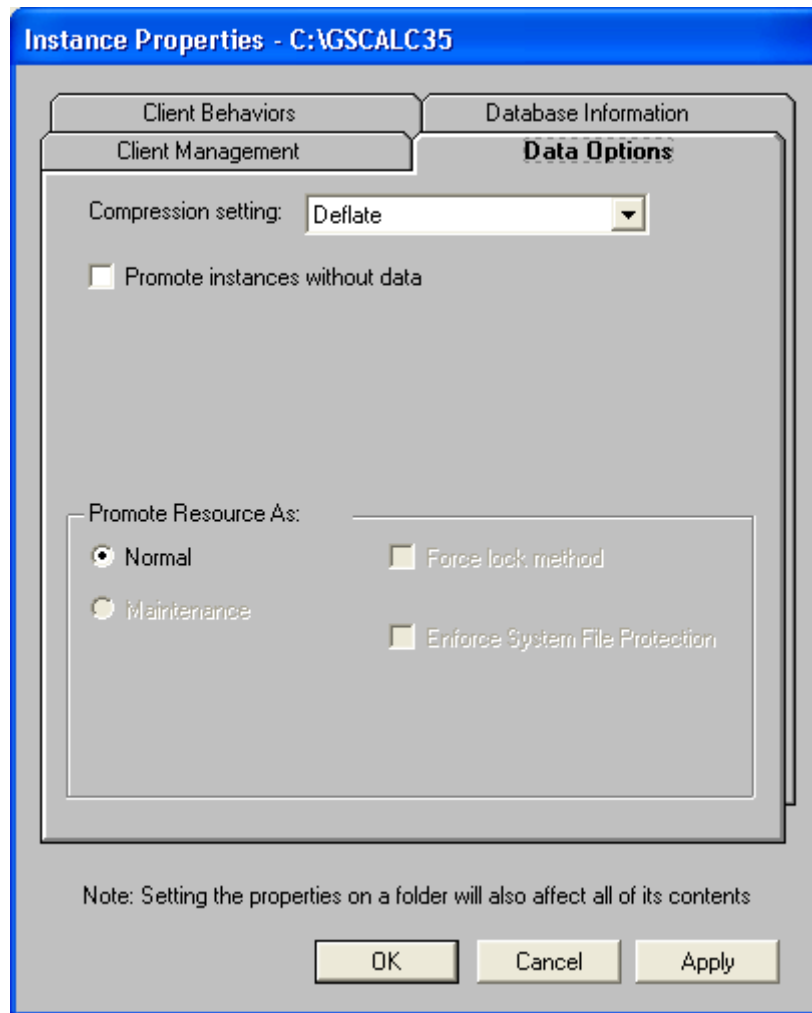 Instance Properties - C:\GSCALC35
Client Behaviors
Database Information
Client Management
Data Options
Compression setting: Deflate
Promote instances without data
Promote Resource As:
Normal
Force lock method
Maintenance
Enforce System File Protection
Note: Setting the properties on a folder will also affect all of its contents
OK
Cancel
Apply